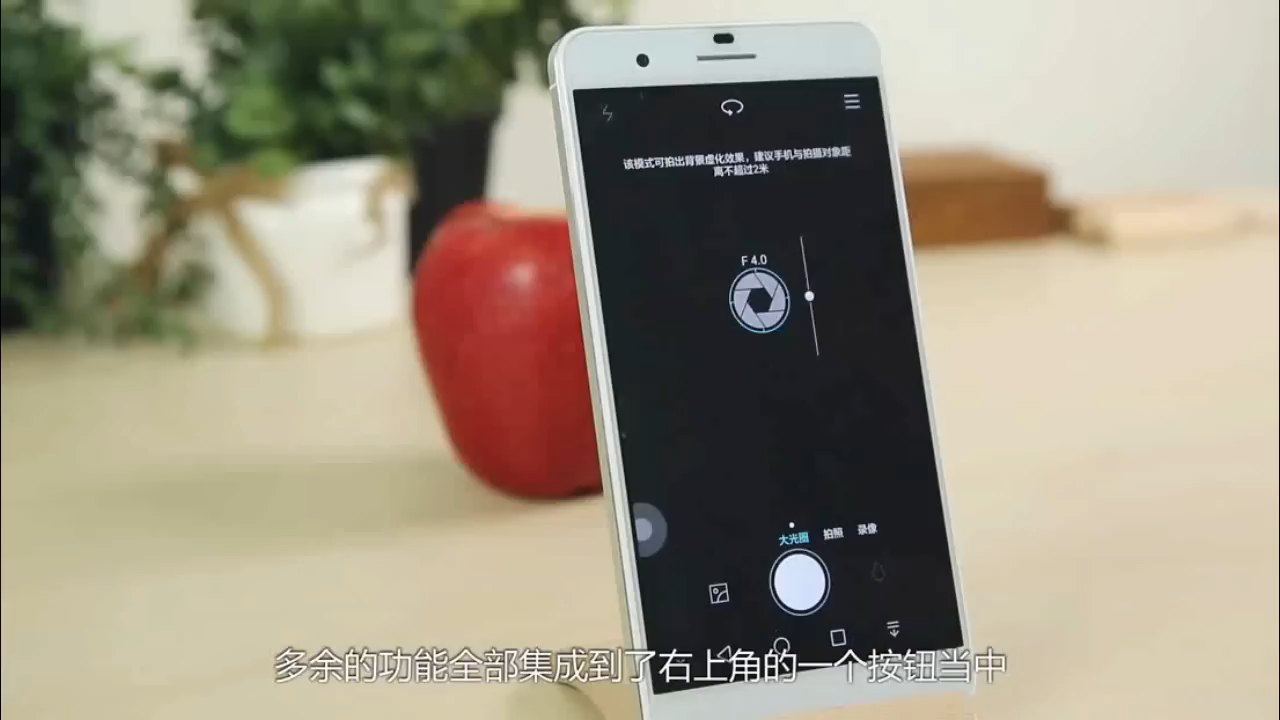 该模式可拍出背景虚化效果，建议手机与拍摄对象距
离不超过2米
F 4.0
大光圈 拍照 录像
多余的功能全部集成到了右上角的一个按钮当中